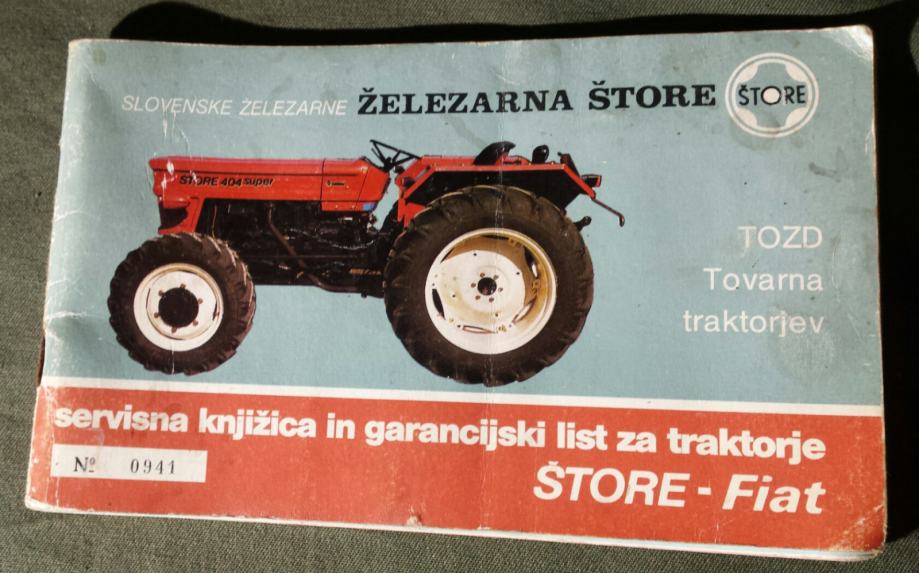 SLOVENSKE ŽELEZARNE ŽELEZARNA ŠTORE
ŠTORE
ŠTORE 404 super
TOZD
Tovarna
traktorjev
servisna knjižica in garancijski list za traktorje
Nº 0941
ŠTORE - Fiat